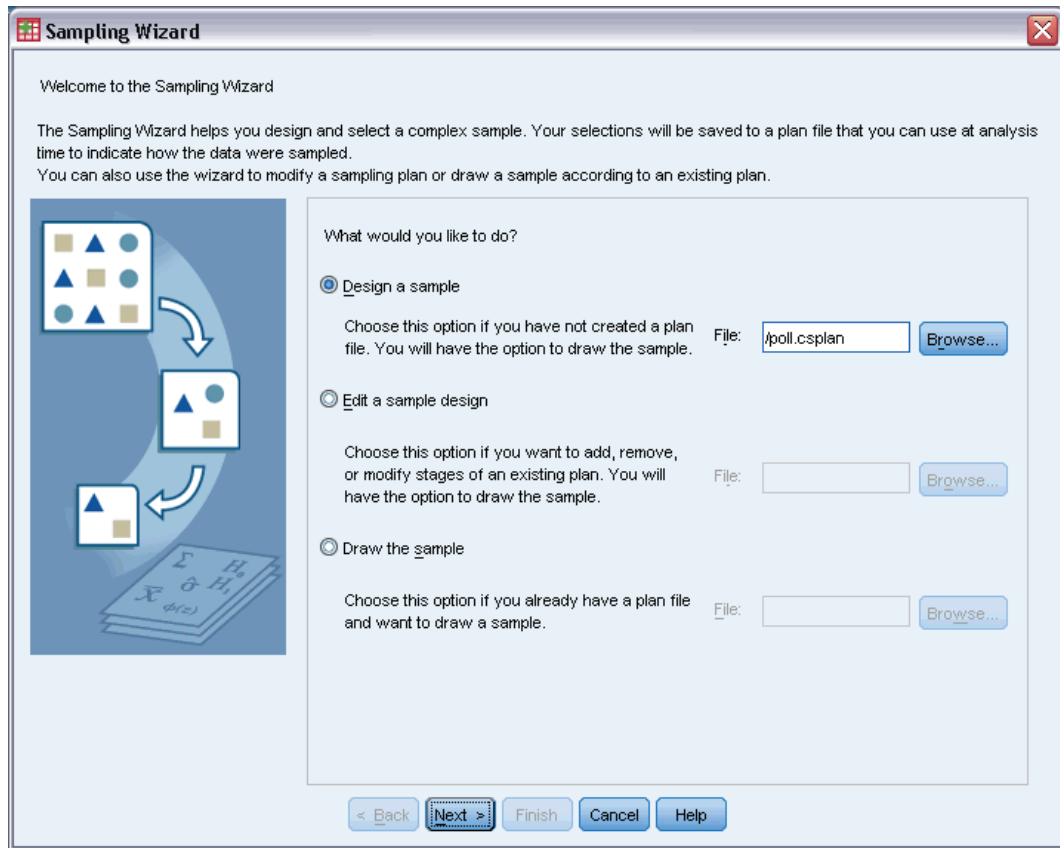 Sampling Wizard
Welcome to the Sampling Wizard
The Sampling Wizard helps you design and select a complex sample. Your selections will be saved to a plan file that you can use at analysis
time to indicate how the data were sampled.
You can also use the wizard to modify a sampling plan or draw a sample according to an existing plan.
What would you like to do?
Design a sample
Choose this option if you have not created a plan
file. You will have the option to draw the sample.
File: /poll.csplan Browse...
Edit a sample design
Choose this option if you want to add, remove,
or modify stages of an existing plan. You will
have the option to draw the sample.
File: Browse...
Draw the sample
Choose this option if you already have a plan file
and want to draw a sample.
File: Browse...
Σ H₀
X̅ σ̂ H₁
ϕ(z)
< Back Next > Finish Cancel Help